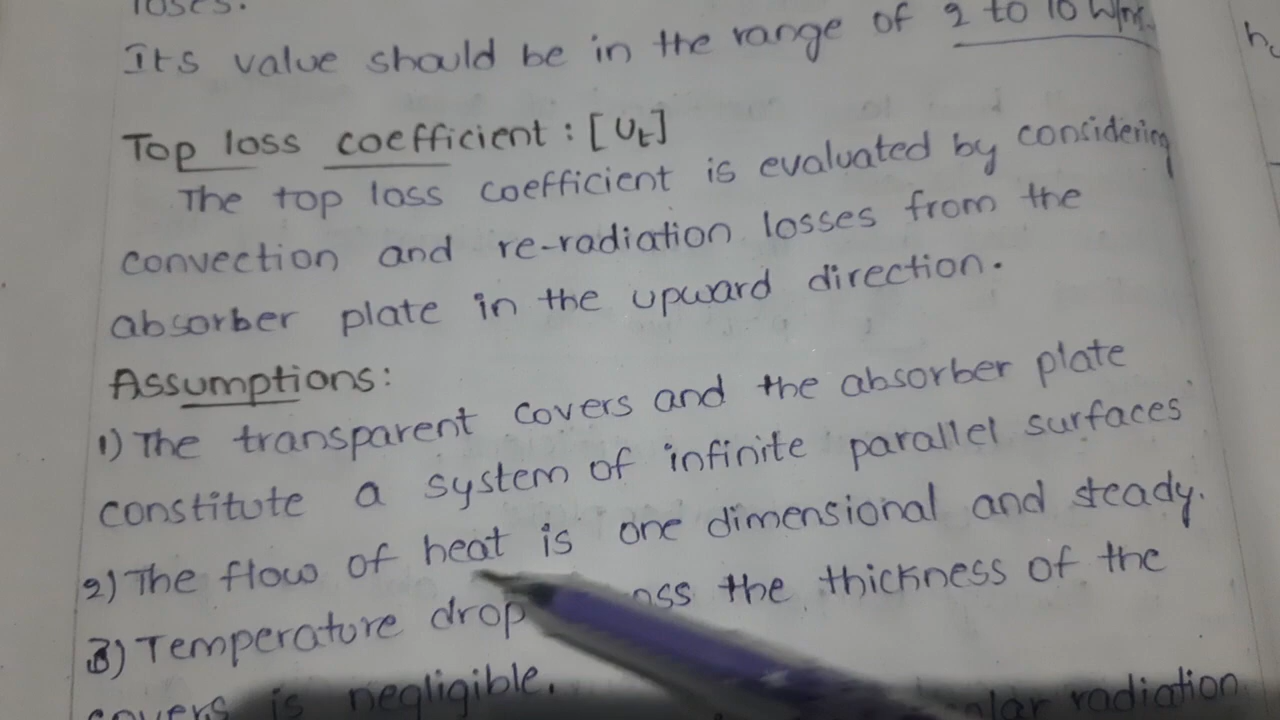 loses.
Its value should be in the range of 2 to 10 W/m
Top loss coefficient : [Ut]
The top loss coefficient is evaluated by considering
convection and re-radiation losses from the
absorber plate in the upward direction.
Assumptions:
1) The transparent covers and the absorber plate
constitute a system of infinite parallel surfaces
2) The flow of heat is one dimensional and steady.
3) Temperature drop the thickness of the
covers is negligible.
radiation